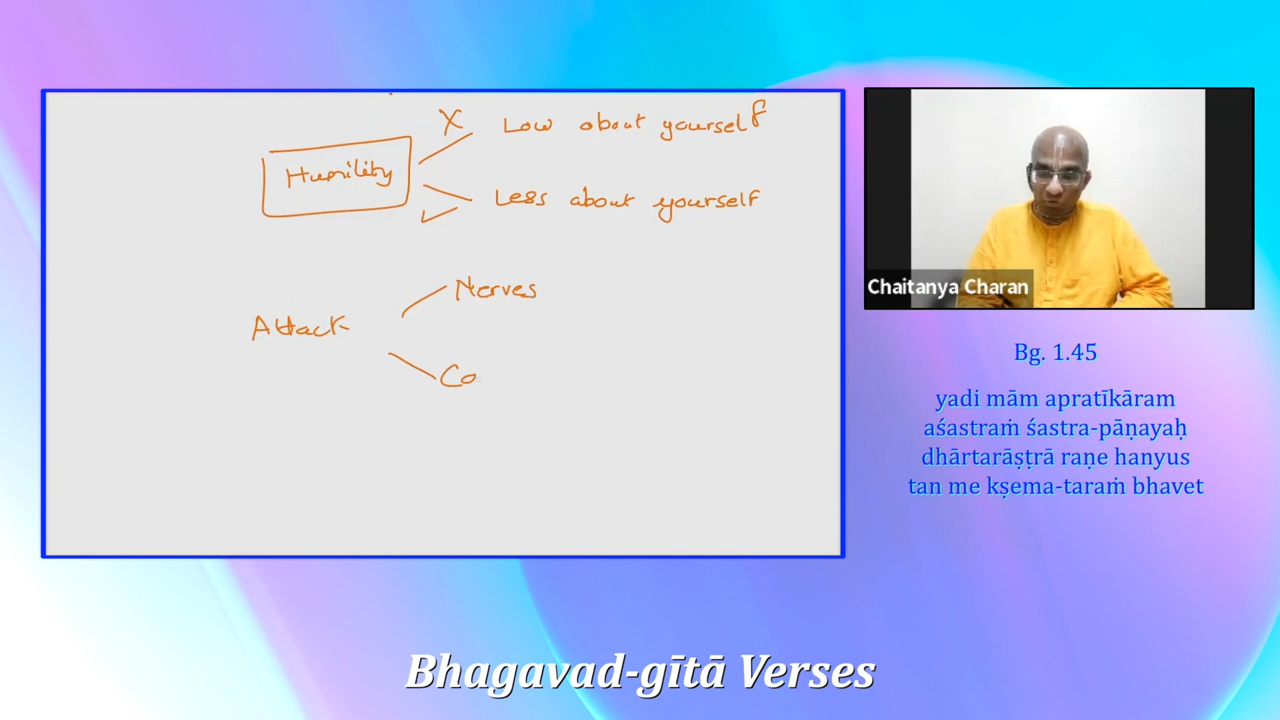 X Low about yourself
Humility
Less about yourself
Nerves
Attack
Co
Chaitanya Charan
Bg. 1.45
yadi mām apratīkāram
aśastraṁ śastra-pāṇayaḥ
dhārtarāṣṭrā raṇe hanyus
tan me kṣema-taraṁ bhavet
Bhagavad-gītā Verses